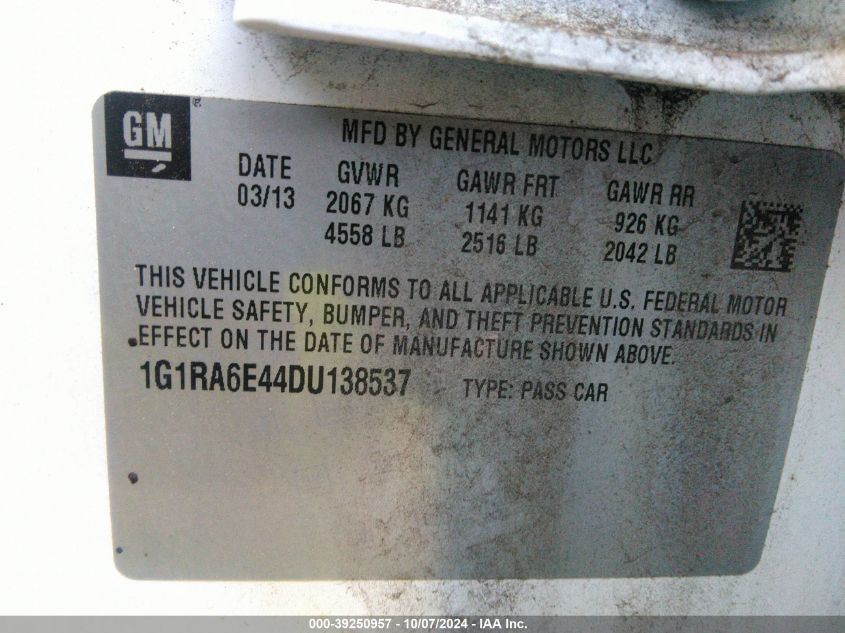 GM ®
MFD BY GENERAL MOTORS LLC
DATE GVWR GAWR FRT GAWR RR
03/13 2067 KG 1141 KG 926 KG
4558 LB 2516 LB 2042 LB
THIS VEHICLE CONFORMS TO ALL APPLICABLE U.S. FEDERAL MOTOR
VEHICLE SAFETY, BUMPER, AND THEFT PREVENTION STANDARDS IN
EFFECT ON THE DATE OF MANUFACTURE SHOWN ABOVE.
1G1RA6E44DU138537 TYPE: PASS CAR
000-39250957 - 10/07/2024 - IAA Inc.